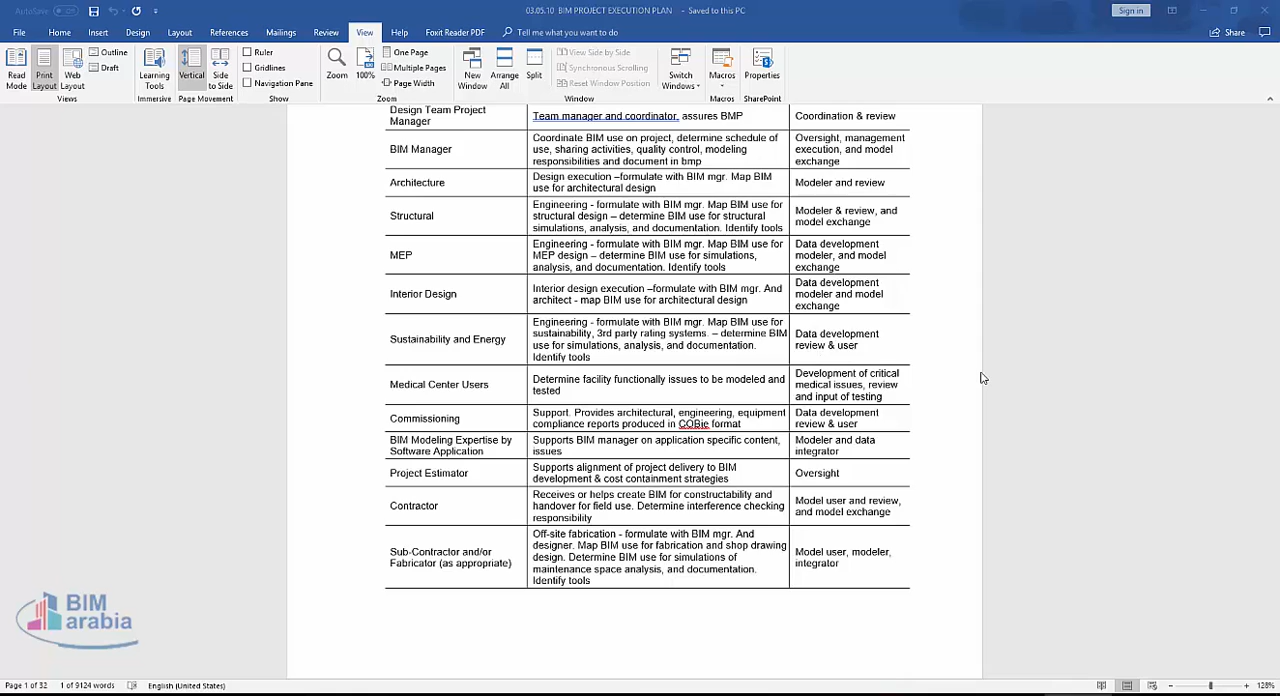 AutoSave Off
03.05.10 BIM PROJECT EXECUTION PLAN - Saved to this PC
Sign in
File Home Insert Design Layout References Mailings Review View Help Foxit Reader PDF Tell me what you want to do Share
Read Mode
Print Layout
Web Layout
Outline
Draft
Views
Learning Tools
Immersive
Vertical
Side to Side
Page Movement
Ruler
Gridlines
Navigation Pane
Show
Zoom
100%
One Page
Multiple Pages
Page Width
Zoom
New Window
Arrange All
Split
View Side by Side
Synchronous Scrolling
Reset Window Position
Window
Switch Windows
Macros
Macros
Properties
SharePoint
Design Team Project
Manager
Team manager and coordinator. assures BMP
Coordination & review
BIM Manager
Coordinate BIM use on project, determine schedule of
use, sharing activities, quality control, modeling
responsibilities and document in bmp
Oversight, management
execution, and model
exchange
Architecture
Design execution –formulate with BIM mgr. Map BIM
use for architectural design
Modeler and review
Structural
Engineering - formulate with BIM mgr. Map BIM use for
structural design – determine BIM use for structural
simulations, analysis, and documentation. Identify tools
Modeler & review, and
model exchange
MEP
Engineering - formulate with BIM mgr. Map BIM use for
MEP design – determine BIM use for simulations,
analysis, and documentation. Identify tools
Data development
modeler, and model
exchange
Interior Design
Interior design execution –formulate with BIM mgr. And
architect - map BIM use for architectural design
Data development
modeler and model
exchange
Sustainability and Energy
Engineering - formulate with BIM mgr. Map BIM use for
sustainability, 3rd party rating systems. – determine BIM
use for simulations, analysis, and documentation.
Identify tools
Data development
review & user
Medical Center Users
Determine facility functionally issues to be modeled and
tested
Development of critical
medical issues, review
and input of testing
Commissioning
Support. Provides architectural, engineering, equipment
compliance reports produced in COBie format
Data development
review & user
BIM Modeling Expertise by
Software Application
Supports BIM manager on application specific content,
issues
Modeler and data
integrator
Project Estimator
Supports alignment of project delivery to BIM
development & cost containment strategies
Oversight
Contractor
Receives or helps create BIM for constructability and
handover for field use. Determine interference checking
responsibility
Model user and review,
and model exchange
Sub-Contractor and/or
Fabricator (as appropriate)
Off-site fabrication - formulate with BIM mgr. And
designer. Map BIM use for fabrication and shop drawing
design. Determine BIM use for simulations of
maintenance space analysis, and documentation.
Identify tools
Model user, modeler,
integrator
BIM
arabia
Page 1 of 32 1 of 9124 words English (United States) 128%